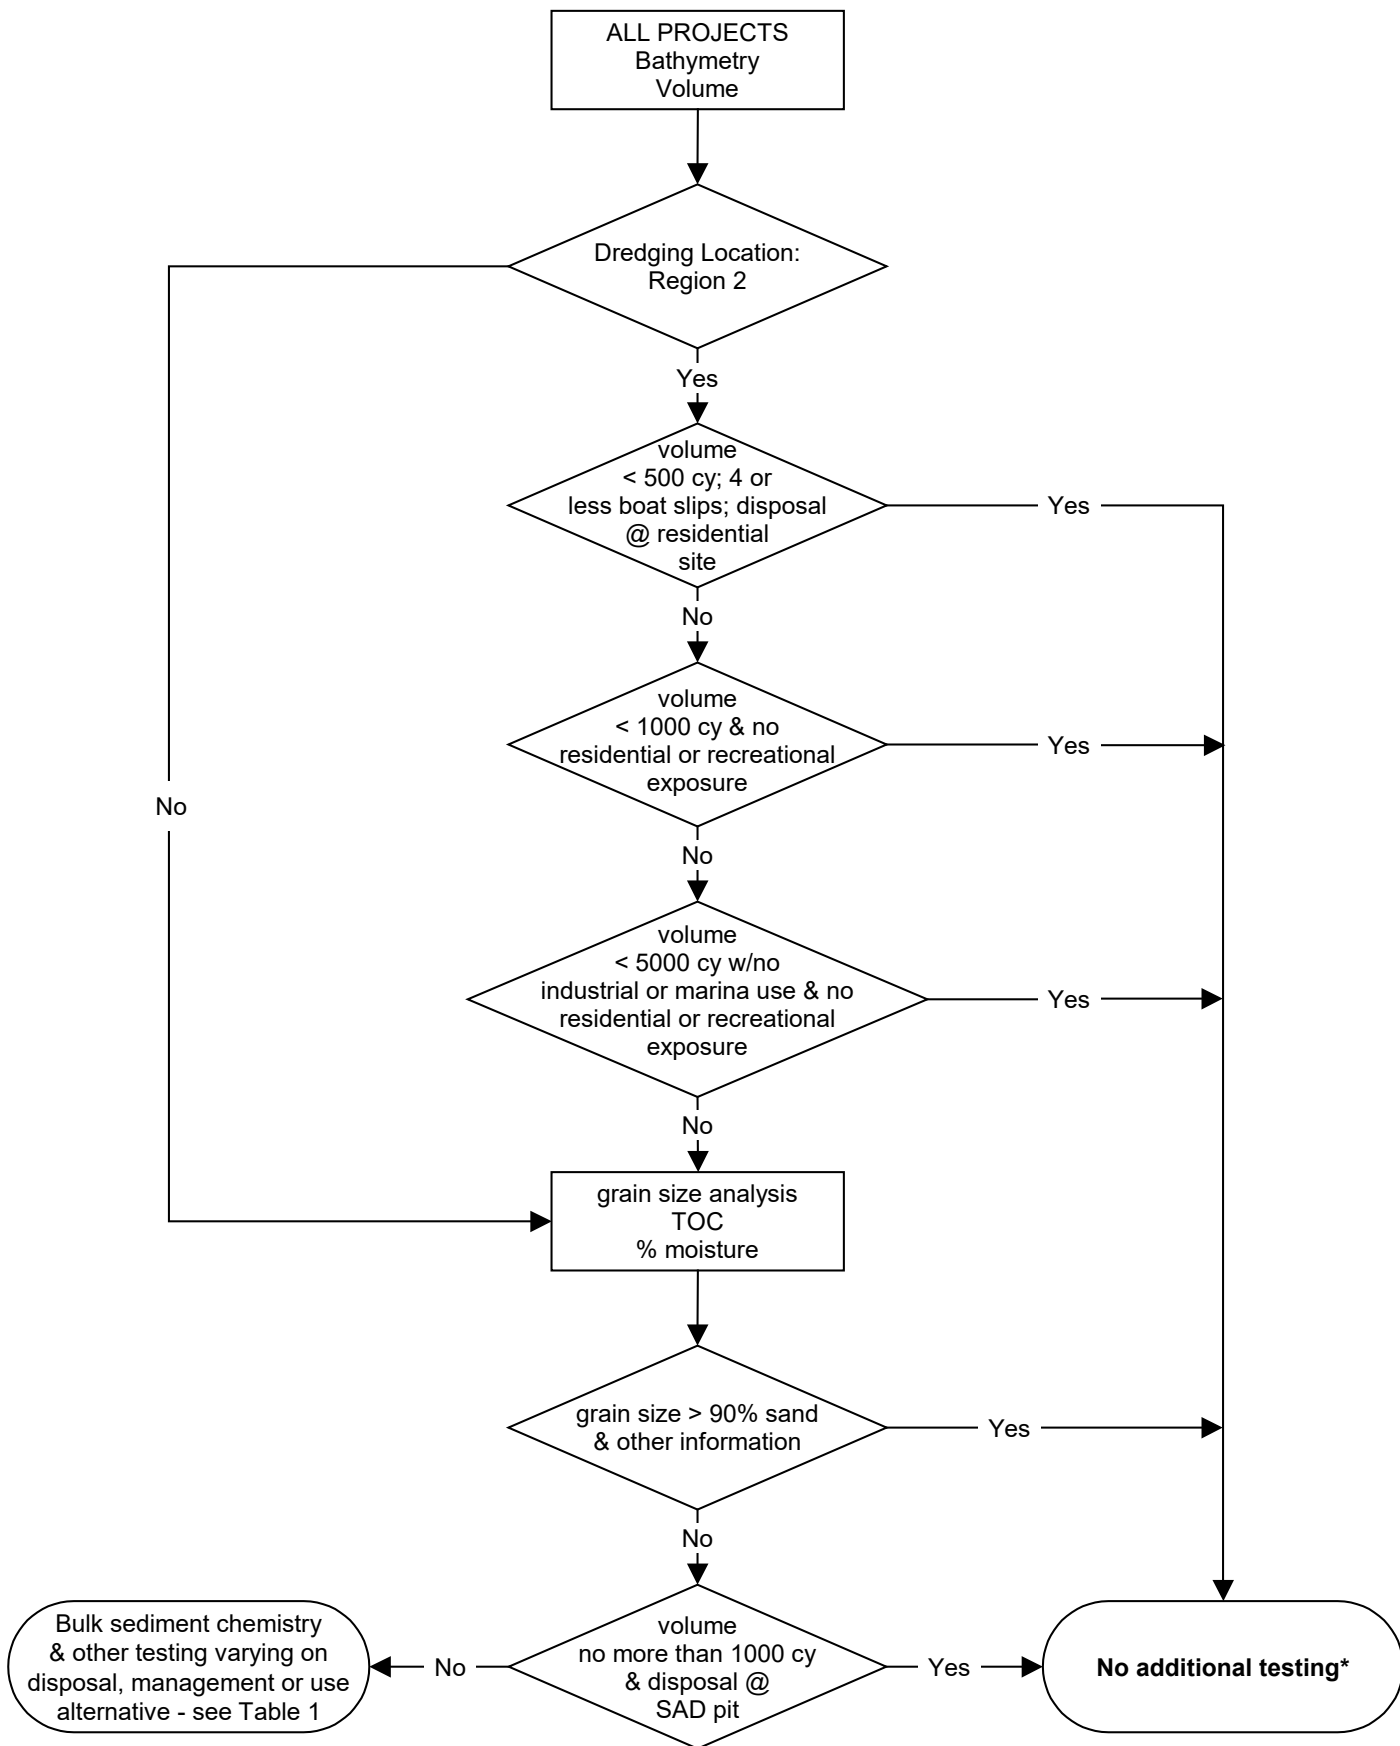 ALL PROJECTS
Bathymetry
Volume
Dredging Location:
Region 2
Yes
volume
< 500 cy; 4 or
less boat slips; disposal
@ residential
site
Yes
No
volume
< 1000 cy & no
residential or recreational
exposure
Yes
No
No
volume
< 5000 cy w/no
industrial or marina use & no
residential or recreational
exposure
Yes
No
grain size analysis
TOC
% moisture
grain size > 90% sand
& other information
Yes
No
Bulk sediment chemistry
& other testing varying on
disposal, management or use
alternative - see Table 1
No
volume
no more than 1000 cy
& disposal @
SAD pit
Yes
No additional testing*